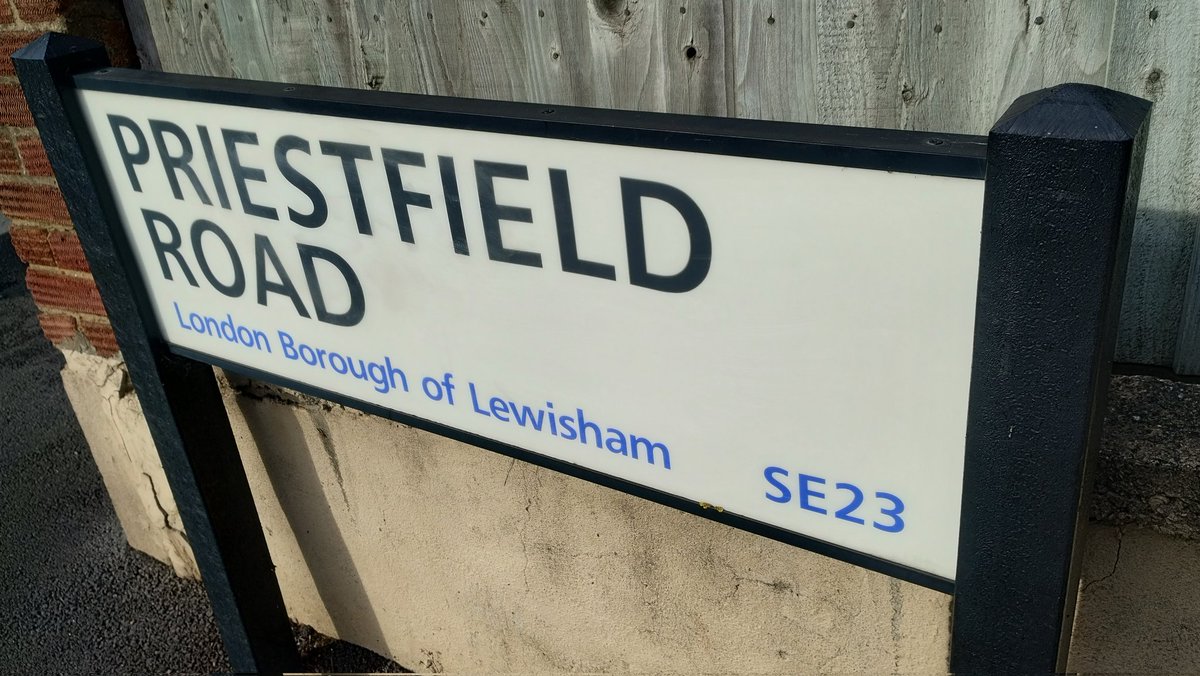 PRIESTFIELD
ROAD
London Borough of Lewisham SE23